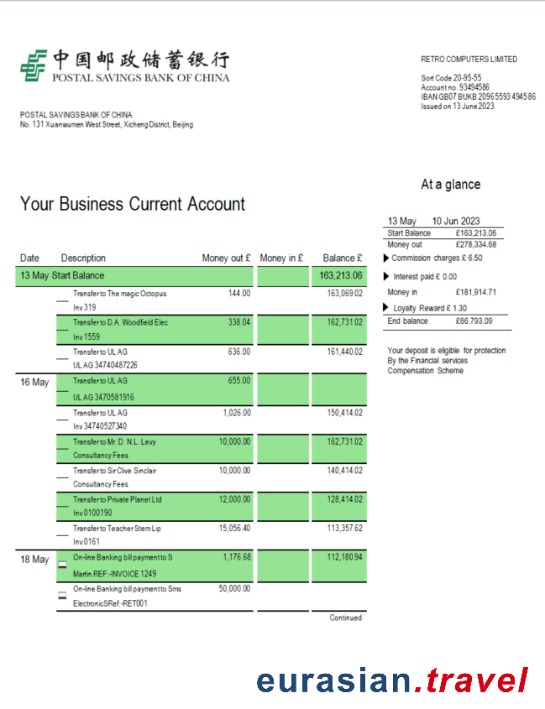 中国邮政储蓄银行
POSTAL SAVINGS BANK OF CHINA
RETRO COMPUTERS LIMITED
Sort Code 20-95-55
Account no. 93494586
IBAN GB07 BUKB 20965593 494586
Issued on 13 June 2023
POSTAL SAVINGS BANK OF CHINA
No. 131 Xuanwumen West Street, Xicheng District, Beijing
At a glance
Your Business Current Account
13 May 10 Jun 2023
Start Balance £163,213.06
Money out £278,334.68
Commission charges £ 6.50
Interest paid £ 0.00
Money in £181,914.71
Loyalty Reward £ 1.30
End balance £66.793.09
Your deposit is eligible for protection
By the Financial services
Compensation Scheme
Date Description Money out £ Money in £ Balance £
13 May Start Balance 163,213.06
Transfer to The magic Octopus 144.00 163,069.02
Inv 319
Transfer to D.A. Woodfield Elec 338.04 162,731.02
Inv 1559
Transfer to UL AG 636.00 161,440.02
UL AG 34740487226
16 May Transfer to UL AG 655.00
UL AG 3470581916
Transfer to UL AG 1,026.00 150,414.02
Inv 34740527340
Transfer to Mr. D. N.L. Levy 10,000.00 162,731.02
Consultancy Fees
Transfer to Sir Clive Sinclair 10,000.00 140,414.02
Consultancy Fees
Transfer to Private Planet Ltd 12,000.00 128,414.02
Inv 0100190
Transfer to Teacher Stem Lip 15,056.40 113,357.62
Inv 0161
18 May On-line Banking bill payment to S 1,176.68 112,180.94
Martin REF:-INVOICE 1249
On-line Banking bill payment to Sms 50,000.00
ElectronicSRef:-RET001
Continued
eurasian.travel